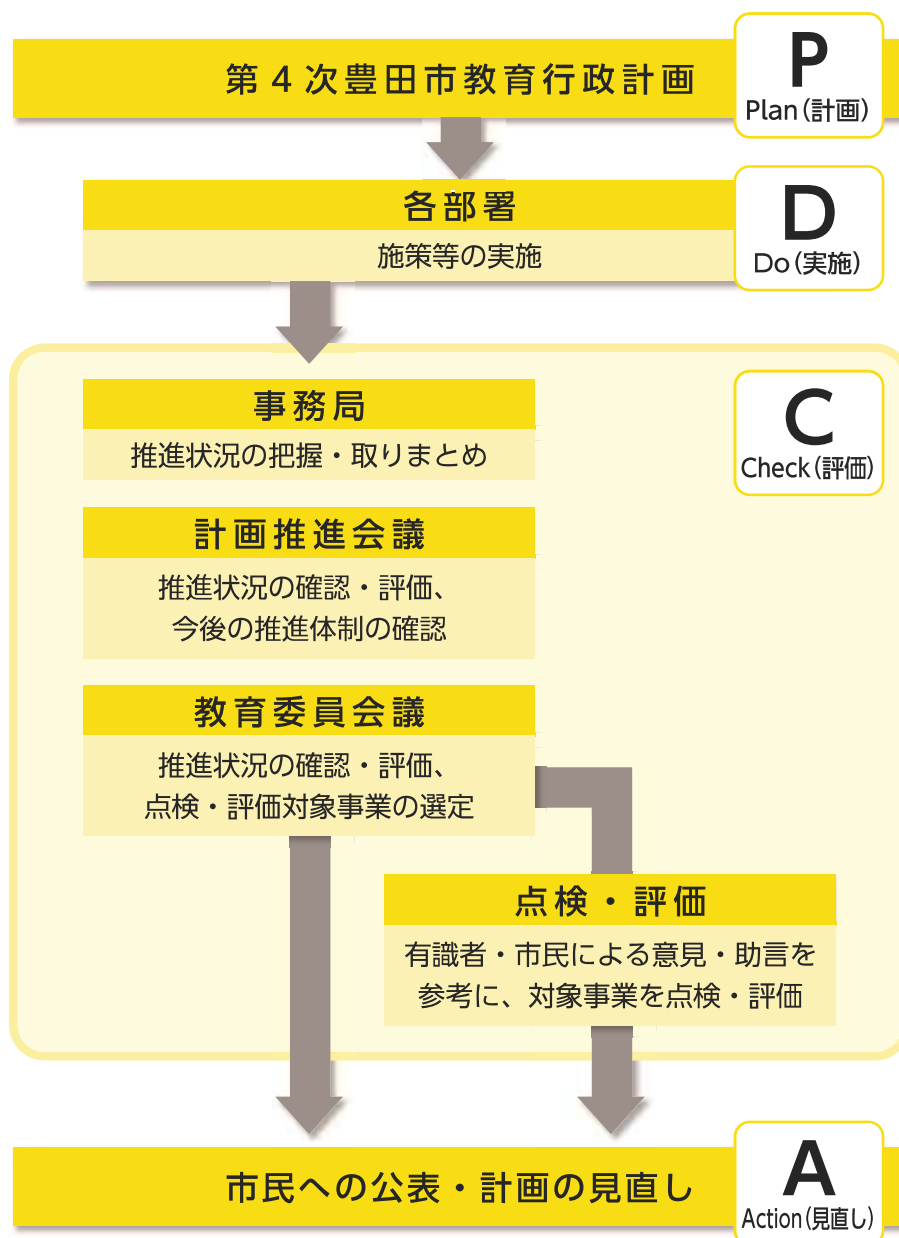 第４次豊田市教育行政計画
P
Plan（計画）
各部署
施策等の実施
D
Do（実施）
事務局
推進状況の把握・取りまとめ
C
Check（評価）
計画推進会議
推進状況の確認・評価、
今後の推進体制の確認
教育委員会議
推進状況の確認・評価、
点検・評価対象事業の選定
点検・評価
有識者・市民による意見・助言を
参考に、対象事業を点検・評価
市民への公表・計画の見直し
A
Action（見直し）